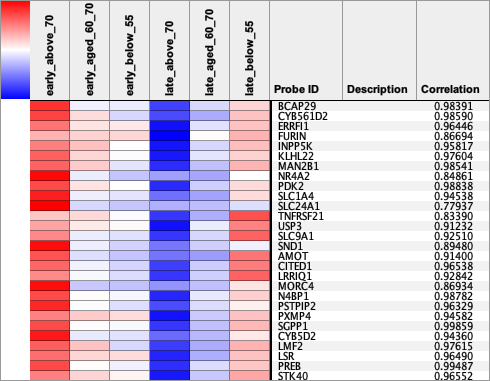 early_above_70 early_aged_60_70 early_below_55 late_above_70 late_aged_60_70 late_below_55
Probe ID Description Correlation
BCAP29 0.98391
CYB561D2 0.98590
ERRFI1 0.96446
FURIN 0.86694
INPP5K 0.95817
KLHL22 0.97604
MAN2B1 0.98541
NR4A2 0.84861
PDK2 0.98838
SLC1A4 0.94538
SLC24A1 0.77937
TNFRSF21 0.83390
USP3 0.91232
SLC9A1 0.92510
SND1 0.89480
AMOT 0.91400
CITED1 0.96538
LRRIQ1 0.92842
MORC4 0.86934
N4BP1 0.98782
PSTPIP2 0.96329
PXMP4 0.94582
SGPP1 0.99859
CYB5D2 0.94360
LMF2 0.97615
LSR 0.96490
PREB 0.99487
STK40 0.96552